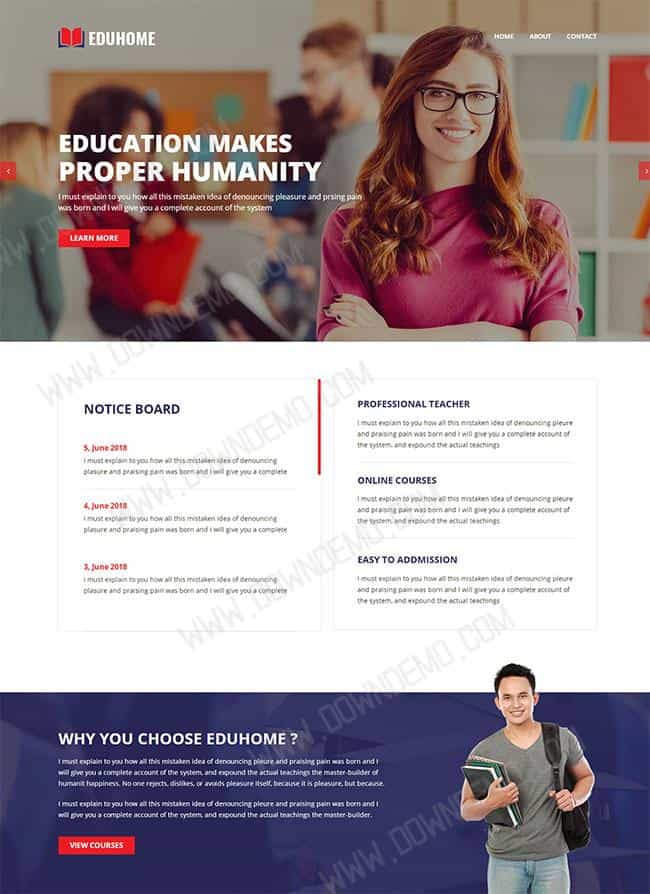 EDUHOME
HOME ABOUT CONTACT
EDUCATION MAKES
PROPER HUMANITY
I must explain to you how all this mistaken idea of denouncing pleasure and prsing pain
was born and I will give you a complete account of the system
LEARN MORE
NOTICE BOARD
5, June 2018
I must explain to you how all this mistaken idea of denouncing
plasure and praising pain was born and I will give you a complete
4, June 2018
I must explain to you how all this mistaken idea of denouncing
plasure and praising pain was born and I will give you a complete
3, June 2018
I must explain to you how all this mistaken idea of denouncing
plasure and praising pain was born and I will give you a complete
PROFESSIONAL TEACHER
I must explain to you how all this mistaken idea of denouncing pleure
and praising pain was born and I will give you a complete account of
the system, and expound the actual teachings
ONLINE COURSES
I must explain to you how all this mistaken idea of denouncing pleure
and praising pain was born and I will give you a complete account of
the system, and expound the actual teachings
EASY TO ADDMISSION
I must explain to you how all this mistaken idea of denouncing pleure
and praising pain was born and I will give you a complete account of
the system, and expound the actual teachings
WHY YOU CHOOSE EDUHOME ?
I must explain to you how all this mistaken idea of denouncing pleure and praising pain was born and I
will give you a complete account of the system, and expound the actual teachings the master-builder of
humanit happiness. No one rejects, dislikes, or avoids pleasure itself, because it is pleasure, but because.
I must explain to you how all this mistaken idea of denouncing pleure and praising pain was born and I
will give you a complete account of the system, and expound the actual teachings the master-builder.
VIEW COURSES
WWW.DOWNDEMO.COM
WWW.DOWNDEMO.COM
WWW.DOWNDEMO.COM
WWW.DOWNDEMO.COM
WWW.DOWNDEMO.COM